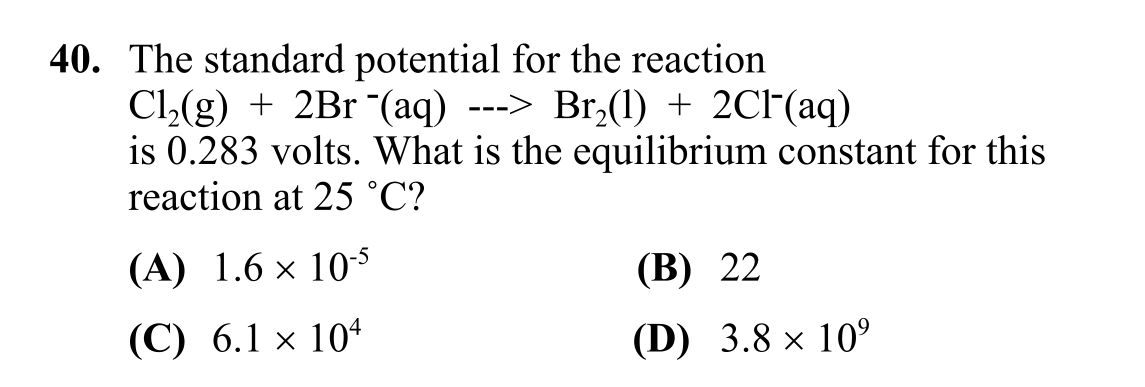 40. The standard potential for the reaction
Cl₂(g) + 2Br ⁻(aq) ---> Br₂(l) + 2Cl⁻(aq)
is 0.283 volts. What is the equilibrium constant for this
reaction at 25 ˚C?
(A) 1.6 × 10⁻⁵ (B) 22
(C) 6.1 × 10⁴ (D) 3.8 × 10⁹